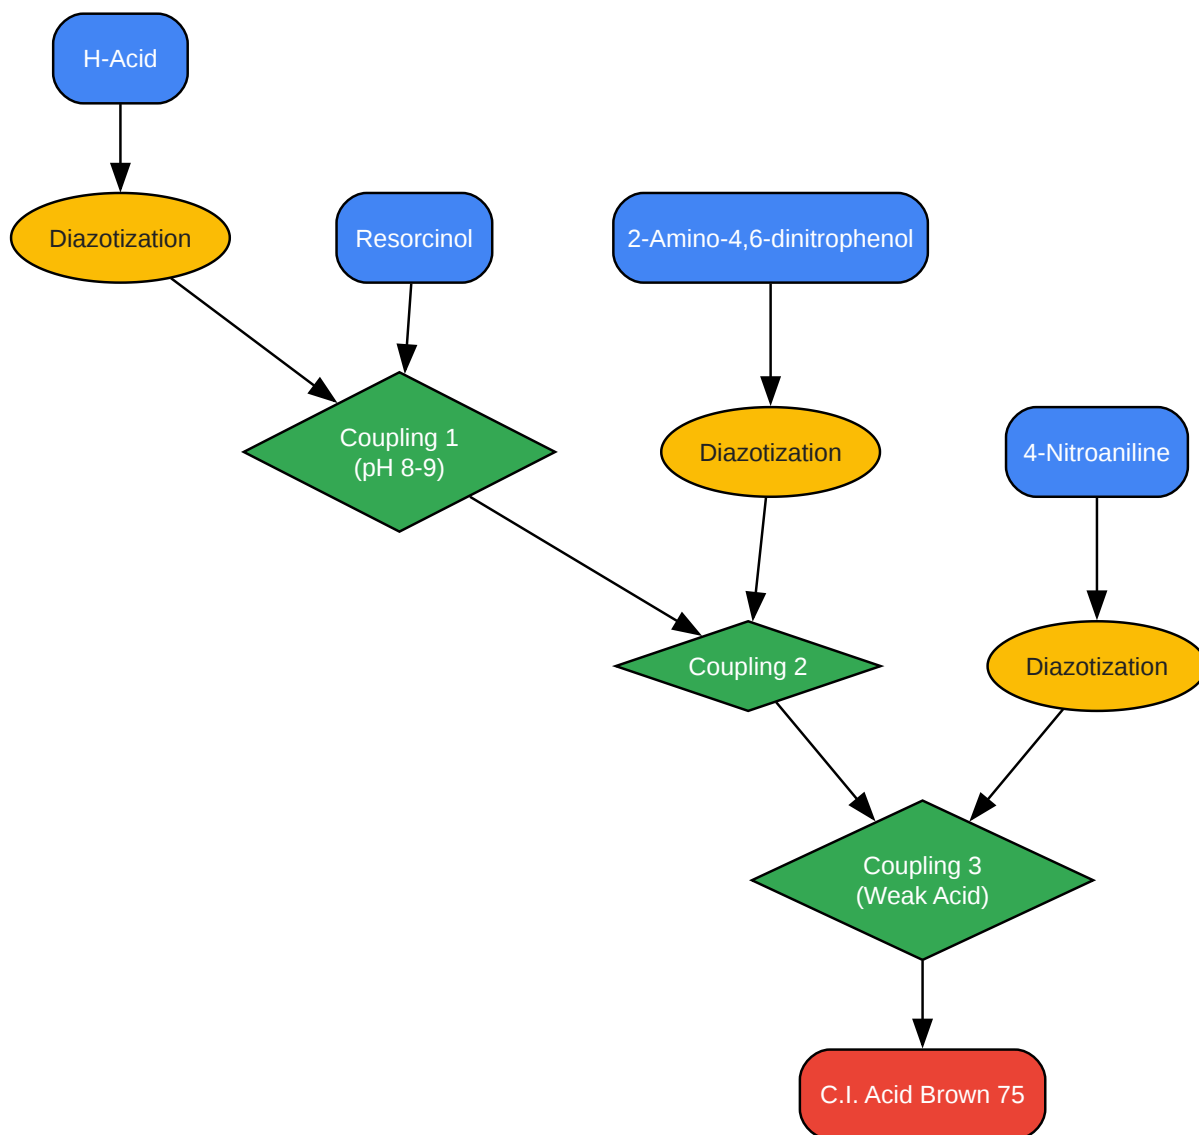 H-Acid
Diazotization
Resorcinol
2-Amino-4,6-dinitrophenol
Coupling 1
(pH 8-9)
Diazotization
4-Nitroaniline
Coupling 2
Diazotization
Coupling 3
(Weak Acid)
C.I. Acid Brown 75